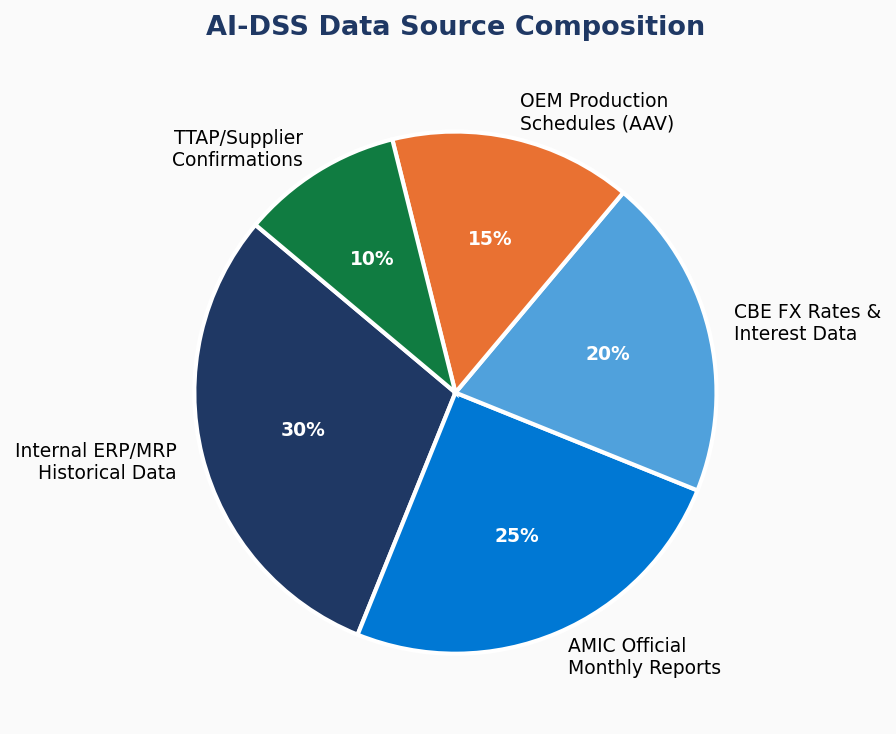 AI-DSS Data Source Composition
OEM Production
Schedules (AAV)
TTAP/Supplier
Confirmations
15%
10%
CBE FX Rates &
Interest Data
20%
30%
Internal ERP/MRP
Historical Data
25%
AMIC Official
Monthly Reports